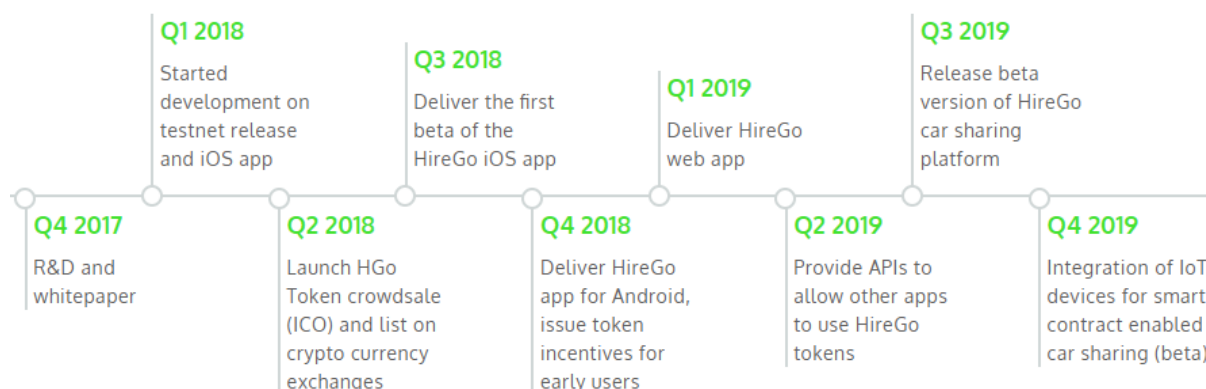 Q1 2018
Started
development on
testnet release
and iOS app
Q3 2018
Deliver the first
beta of the
HireGo iOS app
Q1 2019
Deliver HireGo
web app
Q3 2019
Release beta
version of HireGo
car sharing
platform
Q4 2017
R&D and
whitepaper
Q2 2018
Launch HGo
Token crowdsale
(ICO) and list on
crypto currency
exchanges
Q4 2018
Deliver HireGo
app for Android,
issue token
incentives for
early users
Q2 2019
Provide APIs to
allow other apps
to use HireGo
tokens
Q4 2019
Integration of IoT
devices for smart
contract enabled
car sharing (beta)